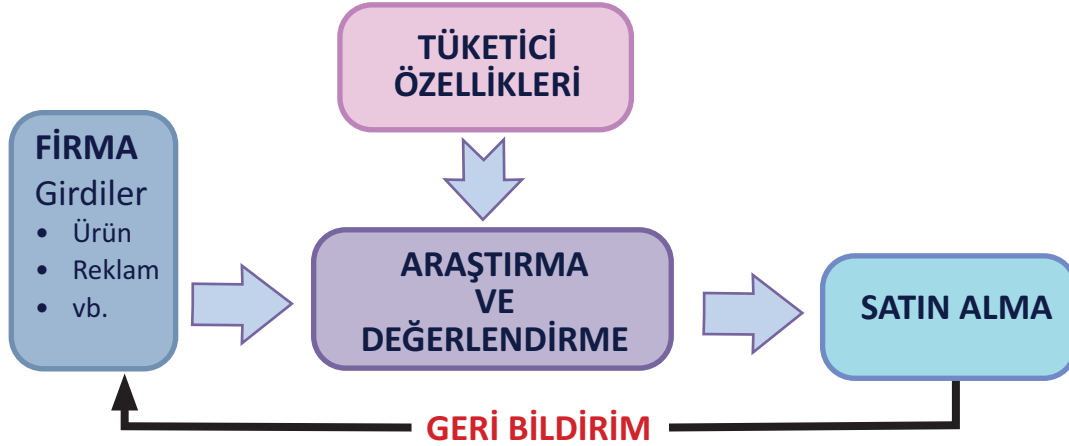 TÜKETİCİ
ÖZELLİKLERİ
FİRMA
Girdiler
• Ürün
• Reklam
• vb.
ARAŞTIRMA
VE
DEĞERLENDİRME
SATIN ALMA
GERİ BİLDİRİM